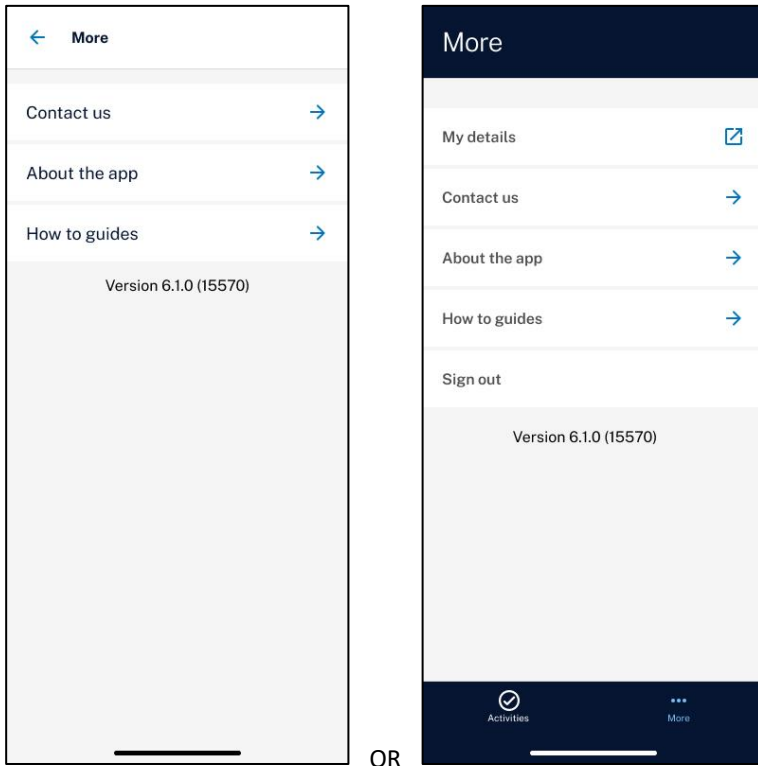 More
Contact us
About the app
How to guides
Version 6.1.0 (15570)
OR
More
My details
Contact us
About the app
How to guides
Sign out
Version 6.1.0 (15570)
Activities
More